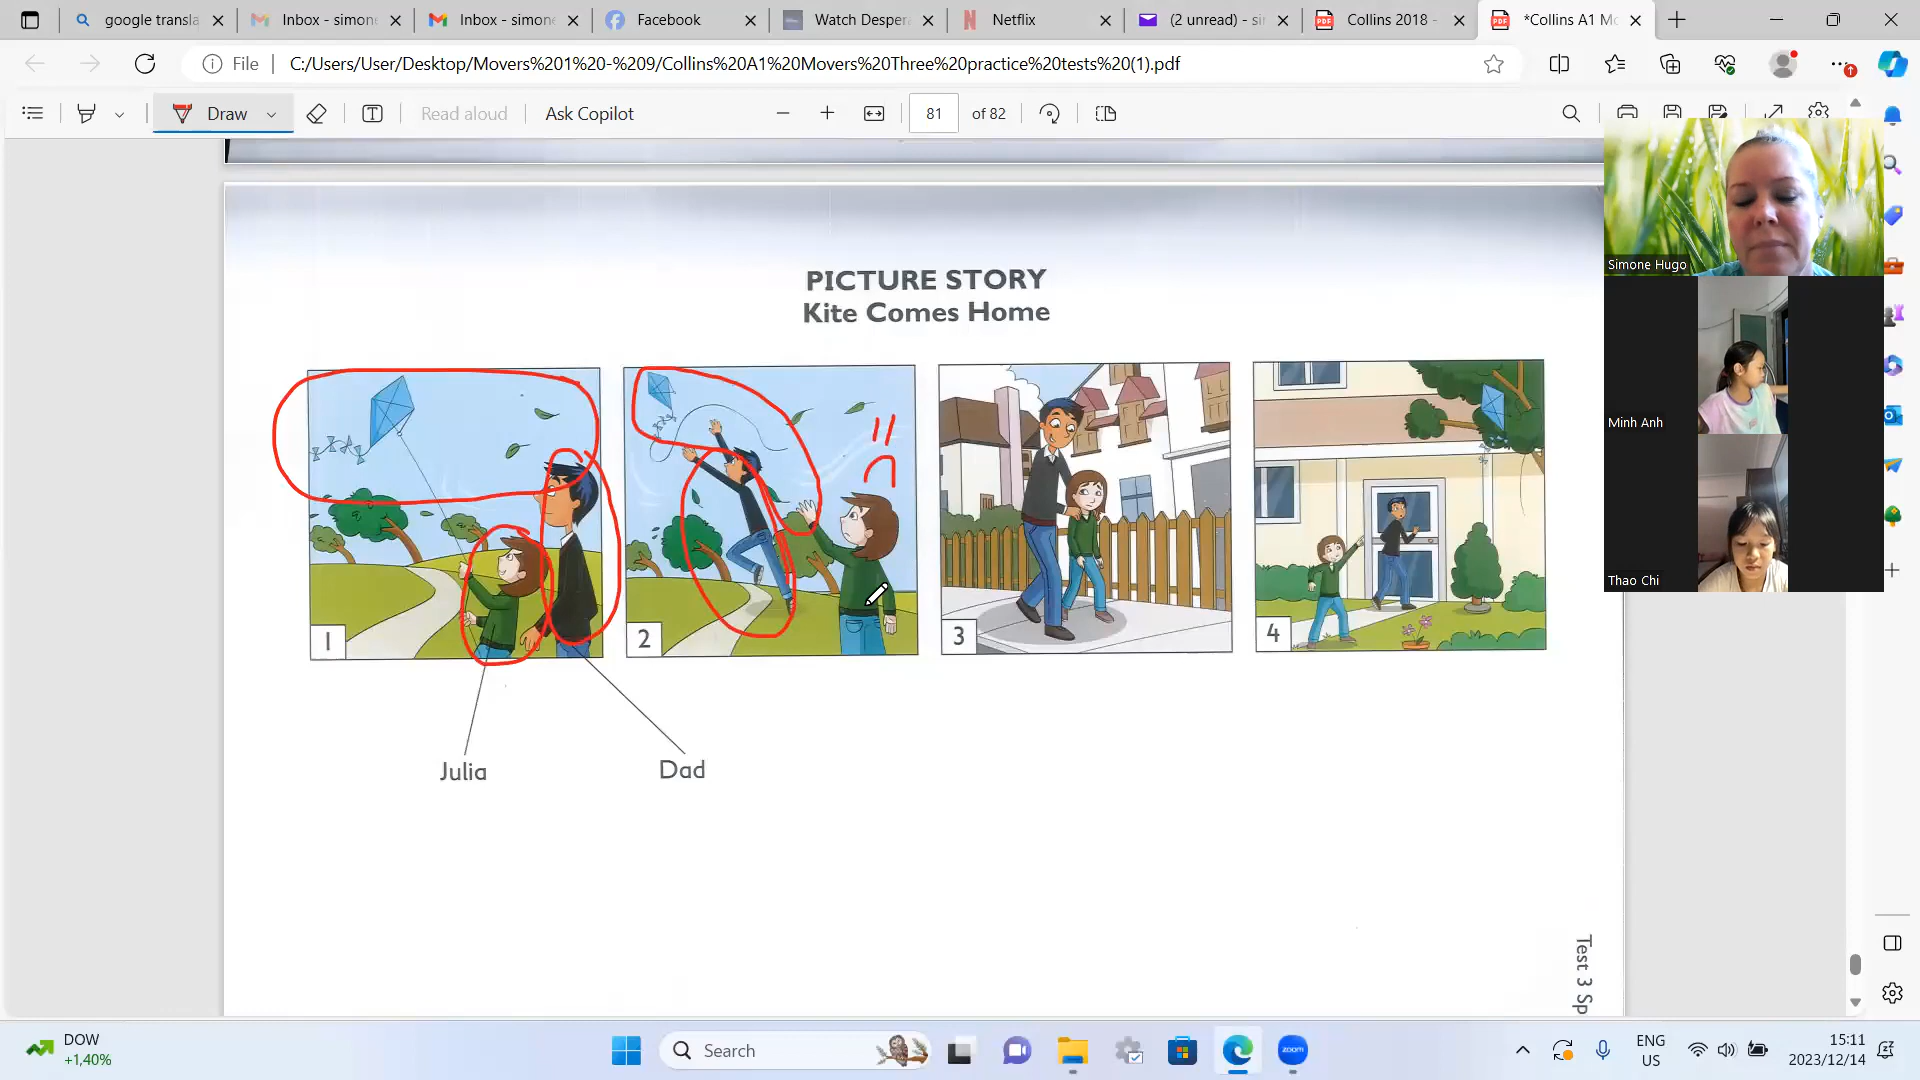 google transla
Inbox - simon
Inbox - simon
Facebook
Watch Desper
Netflix
(2 unread) - si
Collins 2018 -
*Collins A1 Mo
File
C:/Users/User/Desktop/Movers%201%20-%209/Collins%20A1%20Movers%20Three%20practice%20tests%20(1).pdf
Draw
Read aloud
Ask Copilot
81
of 82
PICTURE STORY
Kite Comes Home
1
2
3
4
Julia
Dad
Test 3 Sp
Simone Hugo
Minh Anh
Thao Chi
DOW
+1,40%
Search
zoom
ENG
US
15:11
2023/12/14